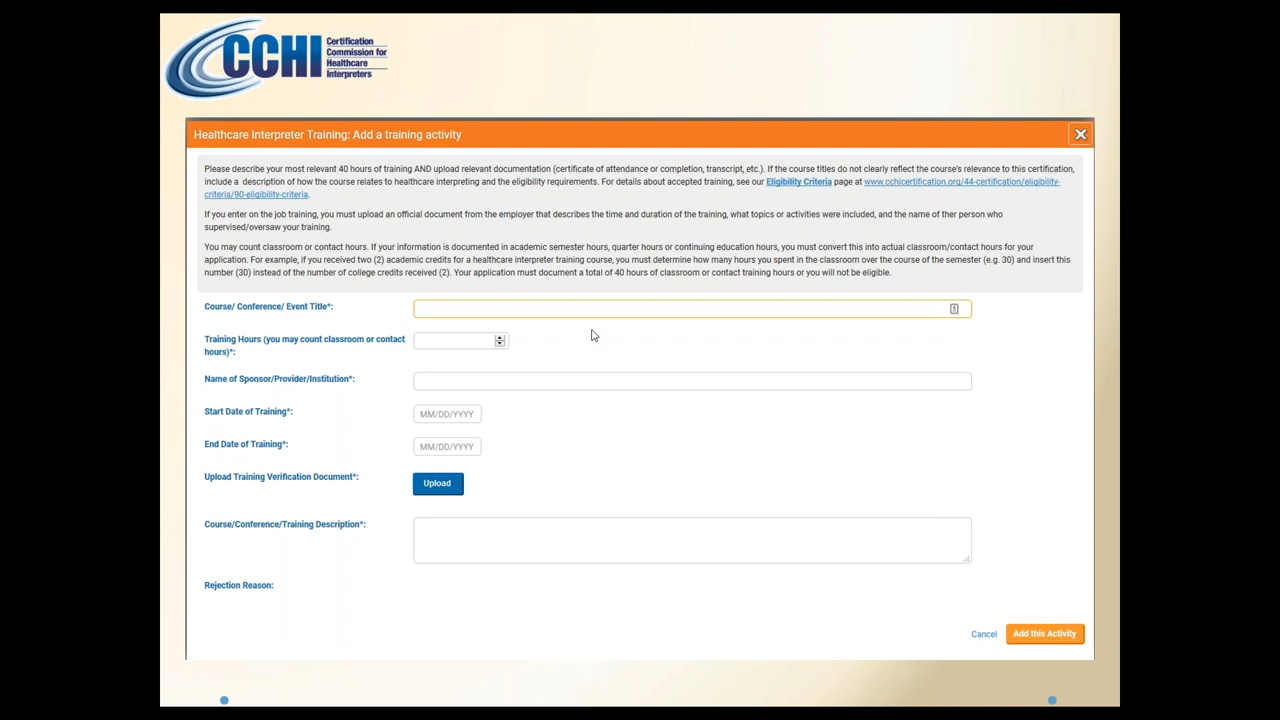 CCHI
Certification
Commission for
Healthcare
Interpreters
Healthcare Interpreter Training: Add a training activity
Please describe your most relevant 40 hours of training AND upload relevant documentation (certificate of attendance or completion, transcript, etc.). If the course titles do not clearly reflect the course's relevance to this certification,
include a description of how the course relates to healthcare interpreting and the eligibility requirements. For details about accepted training, see our Eligibility Criteria page at www.cchicertification.org/44-certification/eligibility-
criteria/90-eligibility-criteria.
If you enter on the job training, you must upload an official document from the employer that describes the time and duration of the training, what topics or activities were included, and the name of ther person who
supervised/oversaw your training.
You may count classroom or contact hours. If your information is documented in academic semester hours, quarter hours or continuing education hours, you must convert this into actual classroom/contact hours for your
application. For example, if you received two (2) academic credits for a healthcare interpreter training course, you must determine how many hours you spent in the classroom over the course of the semester (e.g. 30) and insert this
number (30) instead of the number of college credits received (2). Your application must document a total of 40 hours of classroom or contact training hours or you will not be eligible.
Course/ Conference/ Event Title*:
Training Hours (you may count classroom or contact
hours)*:
Name of Sponsor/Provider/Institution*:
Start Date of Training*:
MM/DD/YYYY
End Date of Training*:
MM/DD/YYYY
Upload Training Verification Document*:
Upload
Course/Conference/Training Description*:
Rejection Reason:
Cancel
Add this Activity